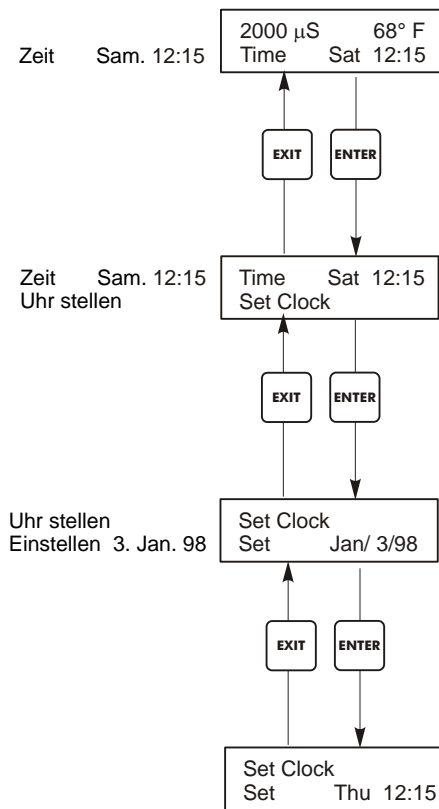 2000 µS 68° F
Zeit Sam. 12:15 Time Sat 12:15
EXIT ENTER
Zeit Sam. 12:15 Time Sat 12:15
Uhr stellen Set Clock
EXIT ENTER
Uhr stellen Set Clock
Einstellen 3. Jan. 98 Set Jan/ 3/98
EXIT ENTER
Set Clock
Set Thu 12:15